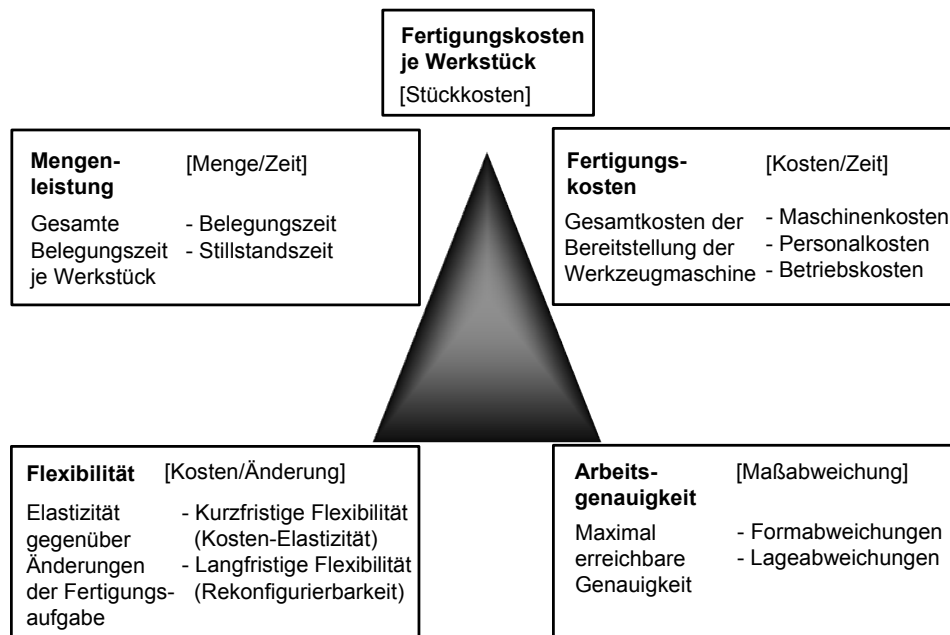 Fertigungskosten
je Werkstück
[Stückkosten]
Mengen-
leistung
[Menge/Zeit]
Gesamte
Belegungszeit
je Werkstück
- Belegungszeit
- Stillstandszeit
Fertigungs-
kosten
[Kosten/Zeit]
Gesamtkosten der
Bereitstellung der
Werkzeugmaschine
- Maschinenkosten
- Personalkosten
- Betriebskosten
Flexibilität
[Kosten/Änderung]
Elastizität
gegenüber
Änderungen
der Fertigungs-
aufgabe
- Kurzfristige Flexibilität
(Kosten-Elastizität)
- Langfristige Flexibilität
(Rekonfigurierbarkeit)
Arbeits-
genauigkeit
[Maßabweichung]
Maximal
erreichbare
Genauigkeit
- Formabweichungen
- Lageabweichungen